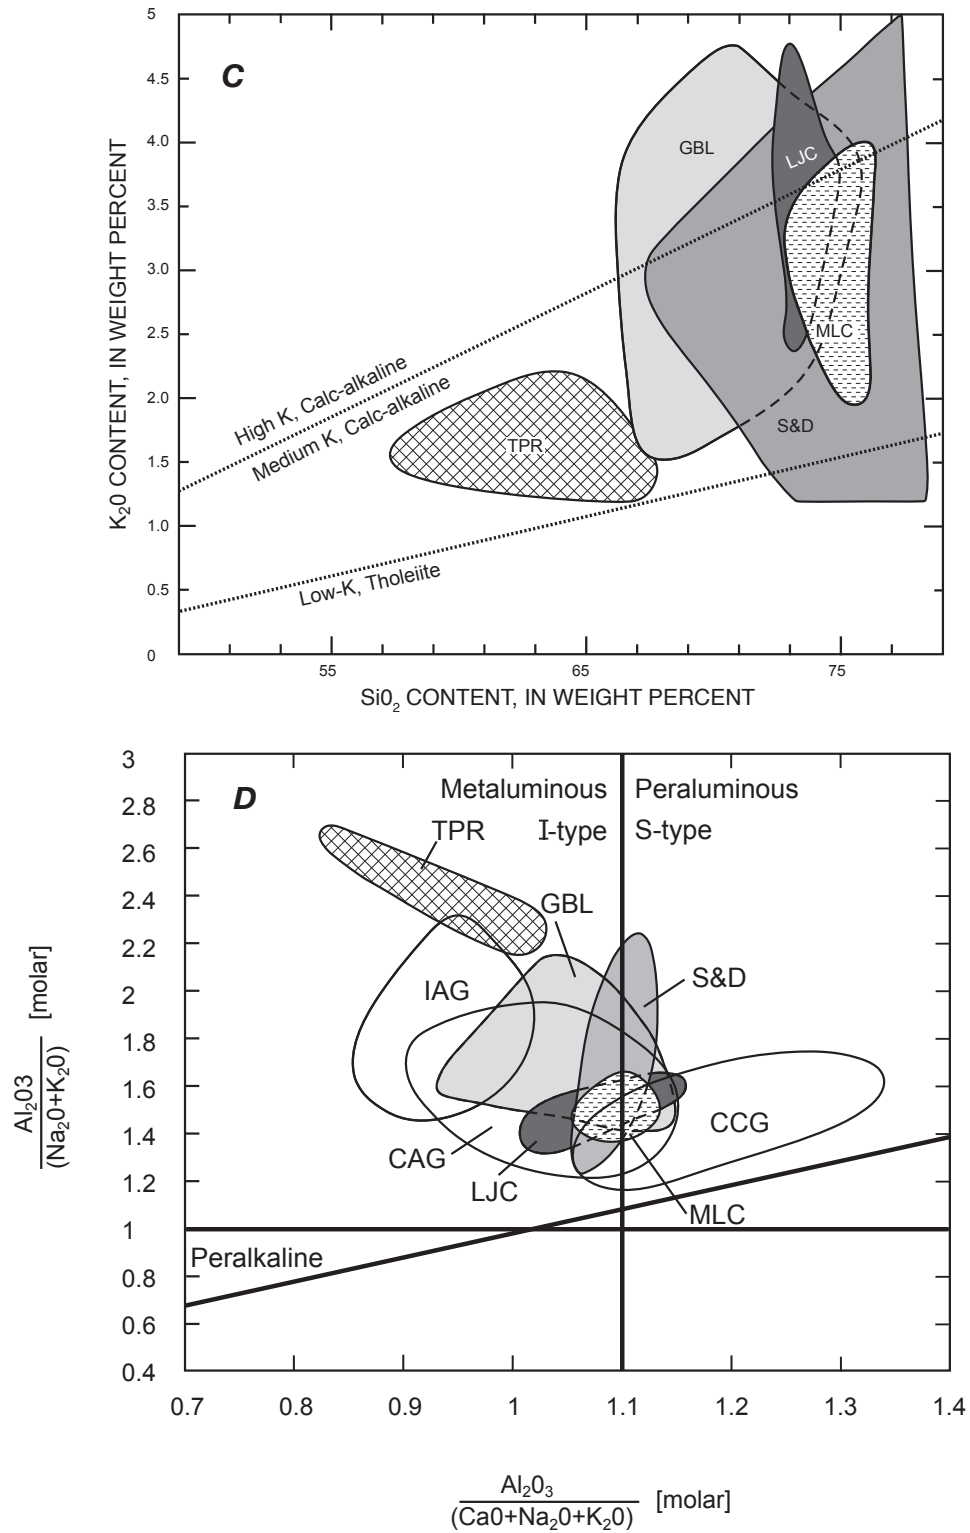 5
C
4.5
4.0
GBL
LJC
3.5
3.0
2.5
MLC
High K, Calc-alkaline
Medium K, Calc-alkaline
2.0
S&D
TPR
1.5
1.0
Low-K, Tholeiite
0.5
0
K20 CONTENT, IN WEIGHT PERCENT
55
65
75
Si02 CONTENT, IN WEIGHT PERCENT
3
D
Metaluminous
Peraluminous
2.8
TPR
I-type
S-type
2.6
2.4
GBL
2.2
S&D
2
IAG
1.8
1.6
CCG
1.4
CAG
1.2
LJC
MLC
1
Peralkaline
0.8
0.6
0.4
Al203
(Na20+K20)
[molar]
0.7
0.8
0.9
1
1.1
1.2
1.3
1.4
Al203
(Ca0+Na20+K20)
[molar]